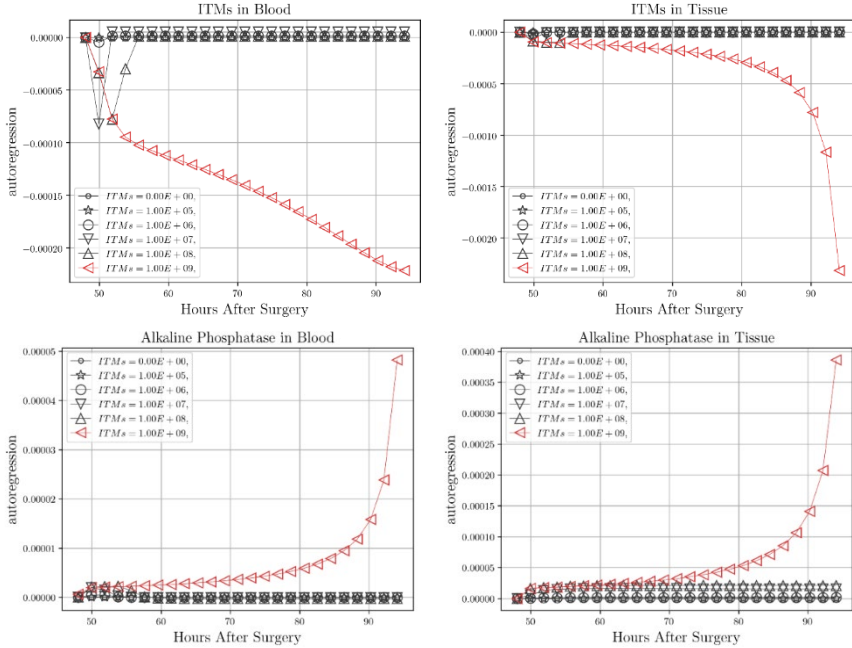 ITMs in Blood
autoregression
0.00000
−0.00005
−0.00010
−0.00015
−0.00020
ITMs = 0.00E + 00,
ITMs = 1.00E + 05,
ITMs = 1.00E + 06,
ITMs = 1.00E + 07,
ITMs = 1.00E + 08,
ITMs = 1.00E + 09,
50 60 70 80 90
Hours After Surgery
ITMs in Tissue
autoregression
0.0000
−0.0005
−0.0010
−0.0015
−0.0020
ITMs = 0.00E + 00,
ITMs = 1.00E + 05,
ITMs = 1.00E + 06,
ITMs = 1.00E + 07,
ITMs = 1.00E + 08,
ITMs = 1.00E + 09,
50 60 70 80 90
Hours After Surgery
Alkaline Phosphatase in Blood
autoregression
0.00005
0.00004
0.00003
0.00002
0.00001
0.00000
ITMs = 0.00E + 00,
ITMs = 1.00E + 05,
ITMs = 1.00E + 06,
ITMs = 1.00E + 07,
ITMs = 1.00E + 08,
ITMs = 1.00E + 09,
50 60 70 80 90
Hours After Surgery
Alkaline Phosphatase in Tissue
autoregression
0.00040
0.00035
0.00030
0.00025
0.00020
0.00015
0.00010
0.00005
0.00000
ITMs = 0.00E + 00,
ITMs = 1.00E + 05,
ITMs = 1.00E + 06,
ITMs = 1.00E + 07,
ITMs = 1.00E + 08,
ITMs = 1.00E + 09,
50 60 70 80 90
Hours After Surgery